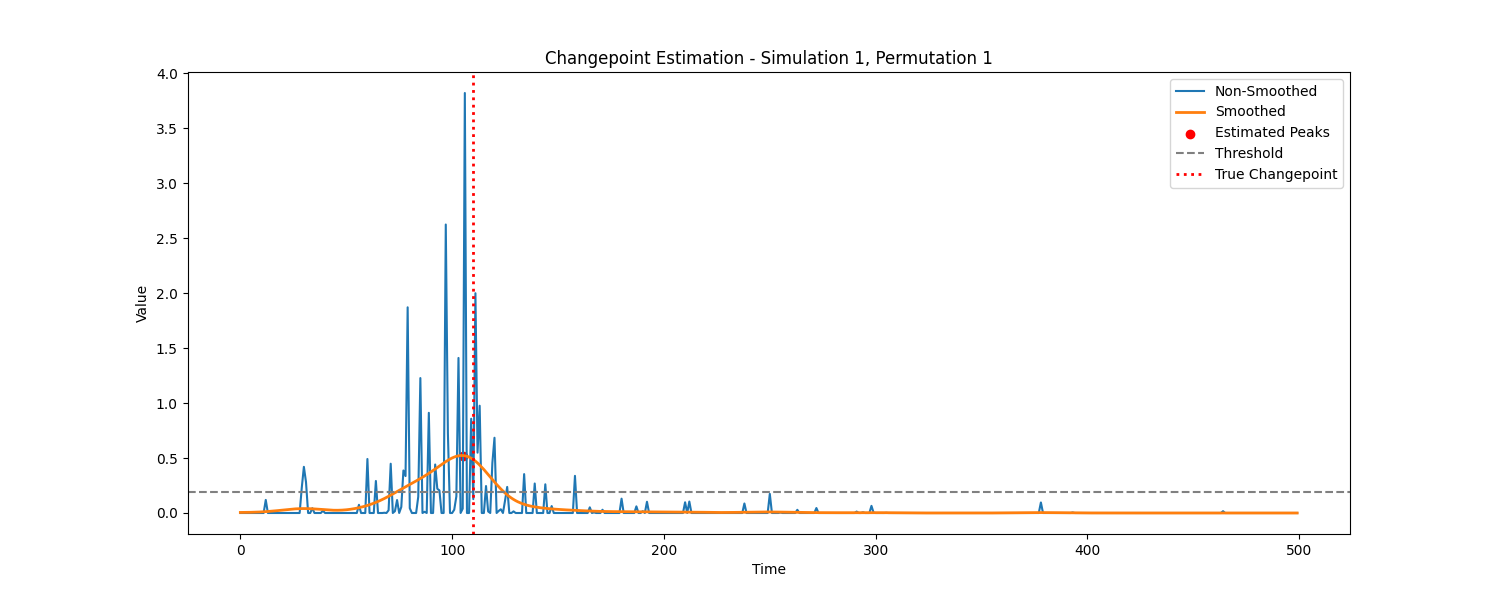 Changepoint Estimation - Simulation 1, Permutation 1
4.0
3.5
3.0
2.5
2.0
1.5
1.0
0.5
0.0
Value
Non-Smoothed
Smoothed
Estimated Peaks
Threshold
True Changepoint
0 100 200 300 400 500
Time